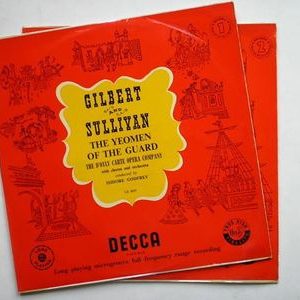 GILBERT
AND
SULLIVAN
THE YEOMEN
OF THE GUARD
THE D'OYLY CARTE OPERA COMPANY
with chorus and orchestra
conducted by
ISIDORE GODFREY
DECCA
Long playing microgroove full frequency range recording